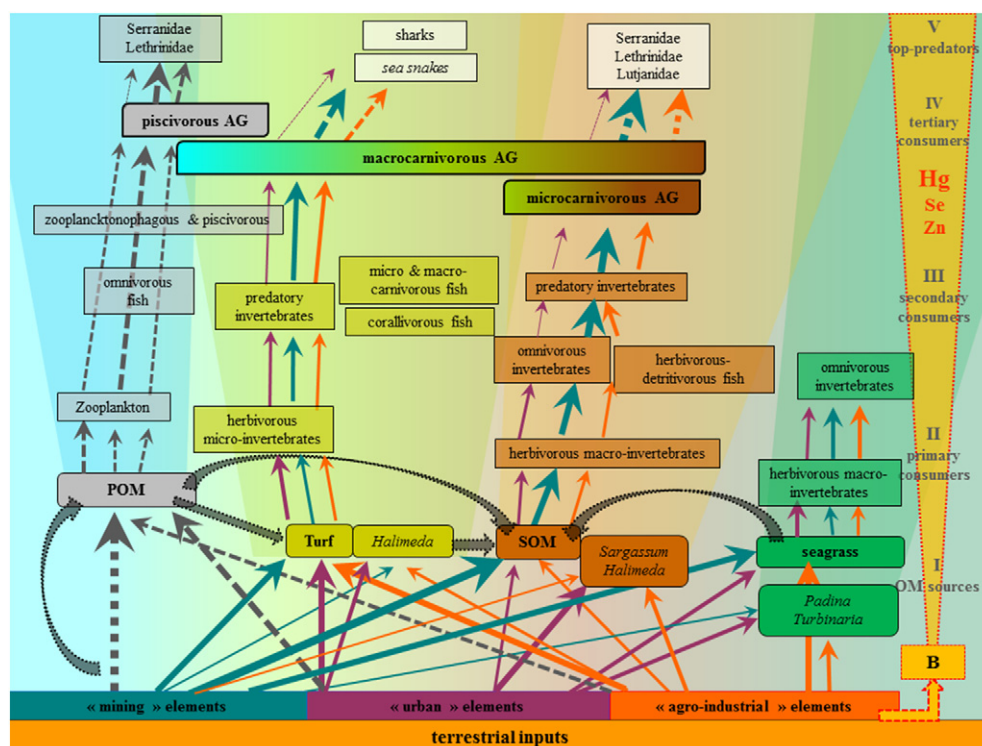 Serranidae
Lethrinidae
sharks
sea snakes
Serranidae
Lethrinidae
Lutjanidae
V
top-predators
piscivorous AG
IV
tertiary
consumers
macrocarnivorous AG
microcarnivorous AG
Hg
Se
Zn
zooplancktonophagous & piscivorous
omnivorous
fish
predatory
invertebrates
micro & macro-
carnivorous fish
corallivorous fish
predatory invertebrates
III
secondary
consumers
omnivorous
invertebrates
herbivorous-
detritivorous fish
omnivorous
invertebrates
Zooplankton
herbivorous
micro-invertebrates
herbivorous macro-invertebrates
II
primary
consumers
herbivorous macro-
invertebrates
POM
Turf
Halimeda
SOM
Sargassum
Halimeda
seagrass
I
OM sources
Padina
Turbinaria
B
« mining » elements
« urban » elements
« agro-industrial » elements
terrestrial inputs